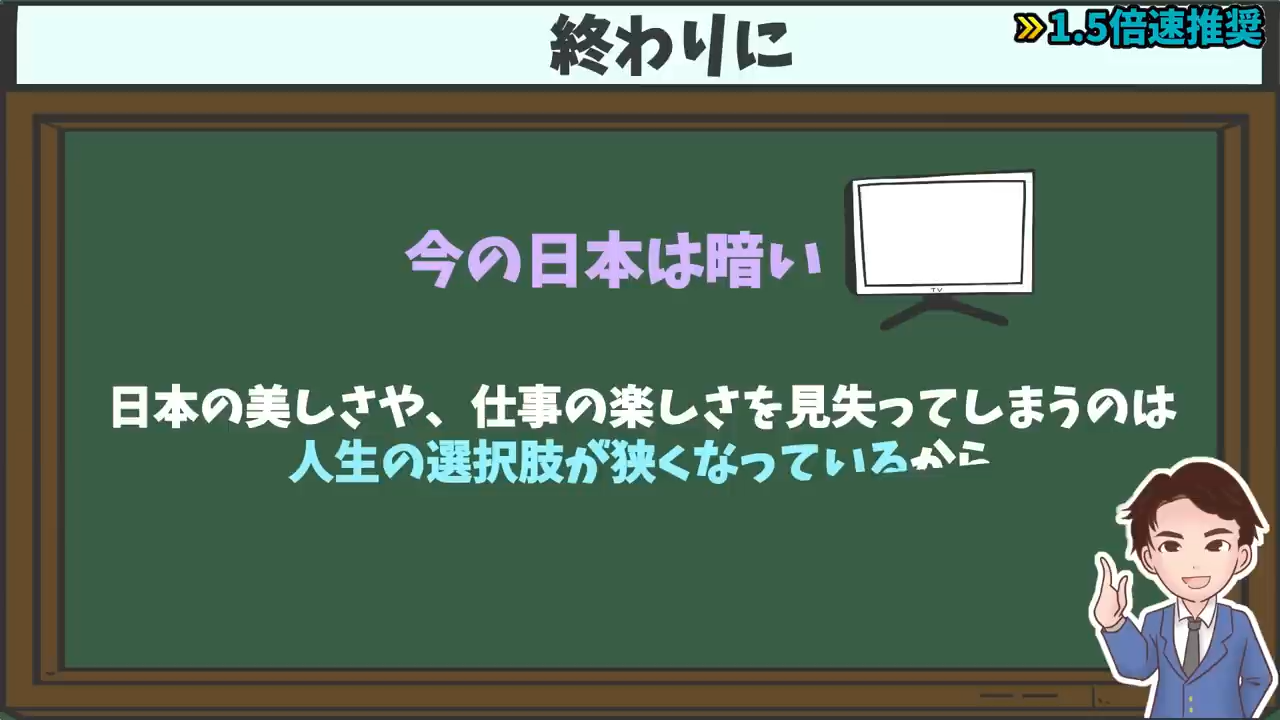 終わりに
1.5倍速推奨
今の日本は暗い
TV
日本の美しさや、仕事の楽しさを見失ってしまうのは
人生の選択肢が狭くなっているから